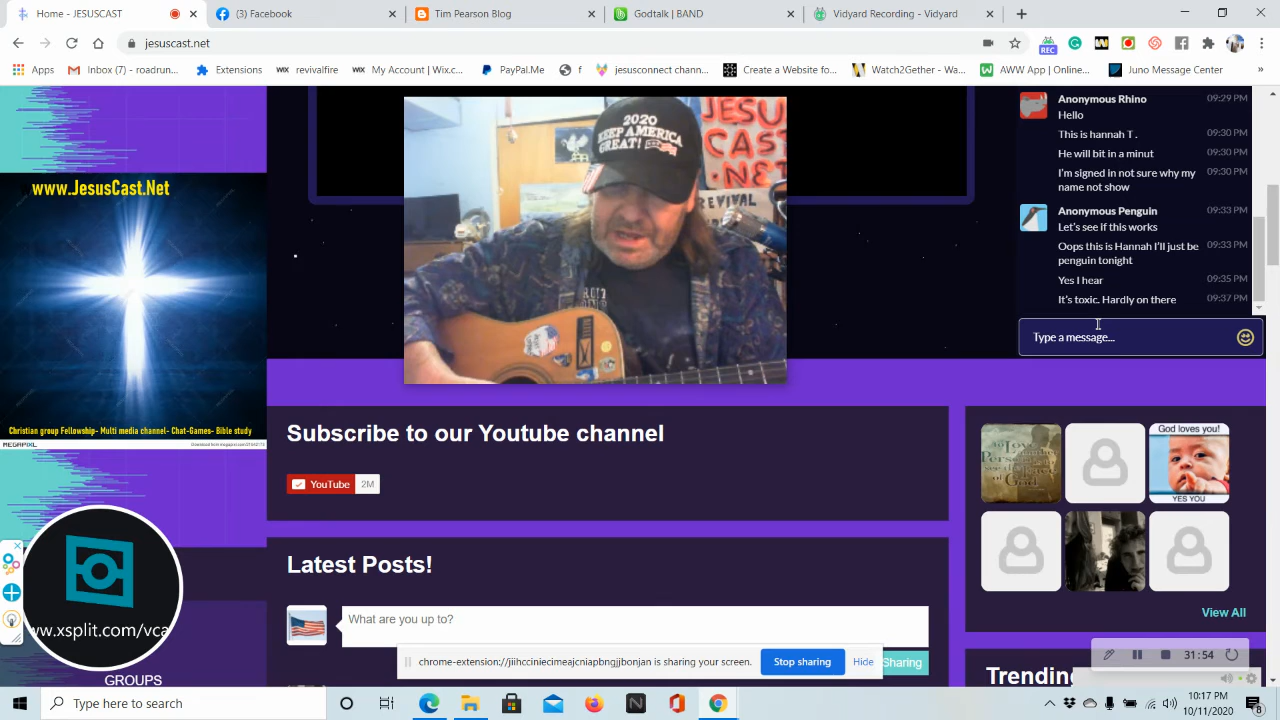 Home - JesusCast
(3) Facebook
Tim Pearson Blog
Godtalk | BAND
Vidyard Recording - Vidyard
jesuscast.net
REC
Apps
Inbox (7) - roadrun...
Extensions
WIX
revivalfire
WIX
My Account | Wix.c...
PayPal.Me
f
jesusconnect chann...
Create a Website fo...
Watch2Gether - Wa...
AWW App | Online...
Juno Message Center
www.JesusCast.Net
Christian group Fellowship- Multi media channel- Chat-Games- Bible study
MEGAPIXL
2020
KEEP AMERICA
GREAT!
JESUS
CAS
.NE
REVIVAL
Anonymous Rhino 09:29 PM
Hello
This is hannah T . 09:30 PM
He will bit in a minut 09:30 PM
I'm signed in not sure why my 09:30 PM
name not show
Anonymous Penguin 09:33 PM
Let's see if this works
Oops this is Hannah I'll just be 09:33 PM
penguin tonight
Yes I hear 09:35 PM
It's toxic. Hardly on there 09:37 PM
Type a message...
Subscribe to our Youtube channel
YouTube 2M
Latest Posts!
What are you up to?
God loves you!
YES YOU
View All
Trending
ww.xsplit.com/vca
GROUPS
is sharing your screen.
Stop sharing
Hide
Sharing
31:54
Type here to search
10:17 PM
10/11/2020
8